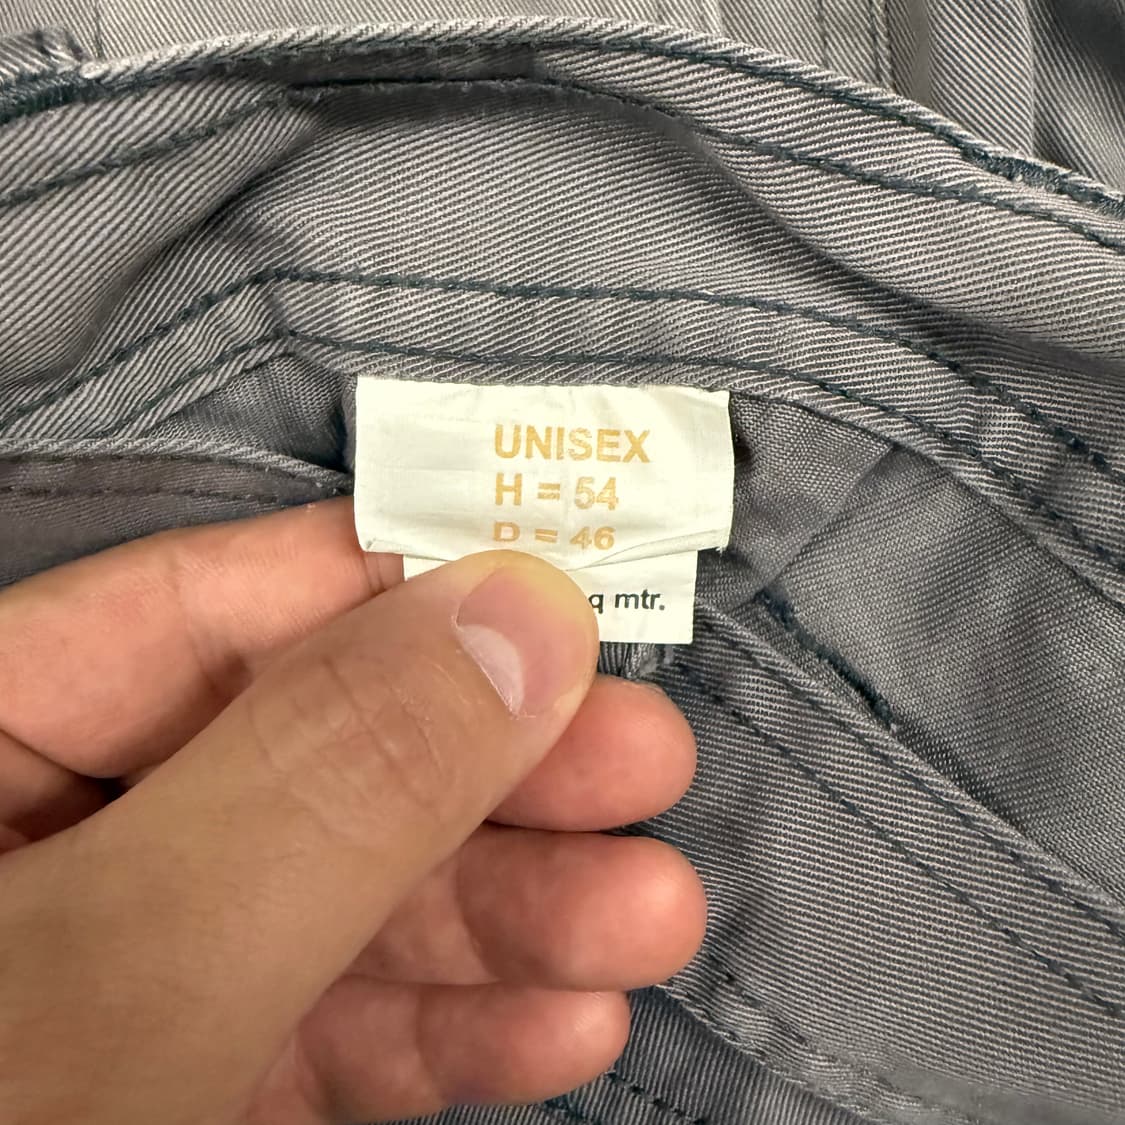 UNISEX
H = 54
D = 46
q mtr.